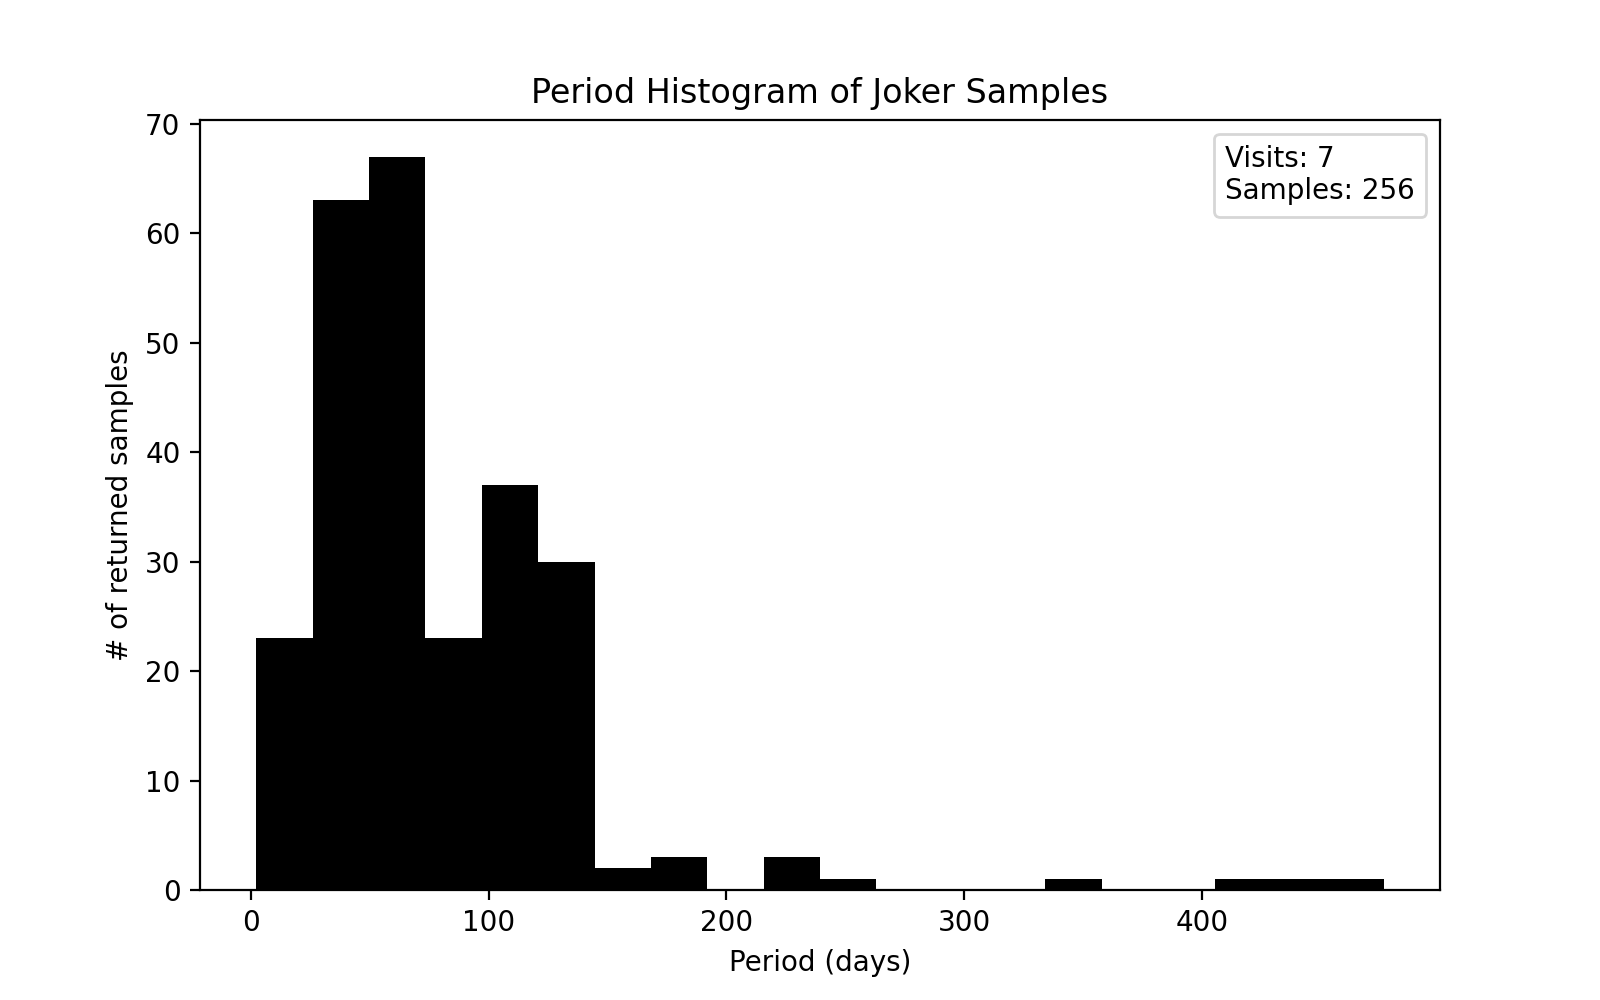 Period Histogram of Joker Samples
Visits: 7
Samples: 256
# of returned samples
70
60
50
40
30
20
10
0
0 100 200 300 400
Period (days)